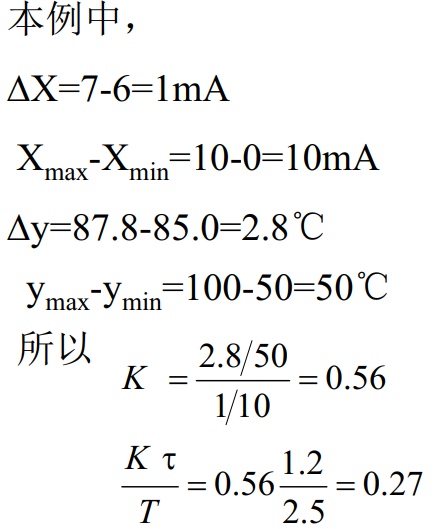 本例中，
ΔX=7-6=1mA
Xmax-Xmin=10-0=10mA
Δy=87.8-85.0=2.8℃
ymax-ymin=100-50=50℃
所以 K = (2.8/50)/(1/10) = 0.56
K τ/T = 0.56 1.2/2.5 = 0.27